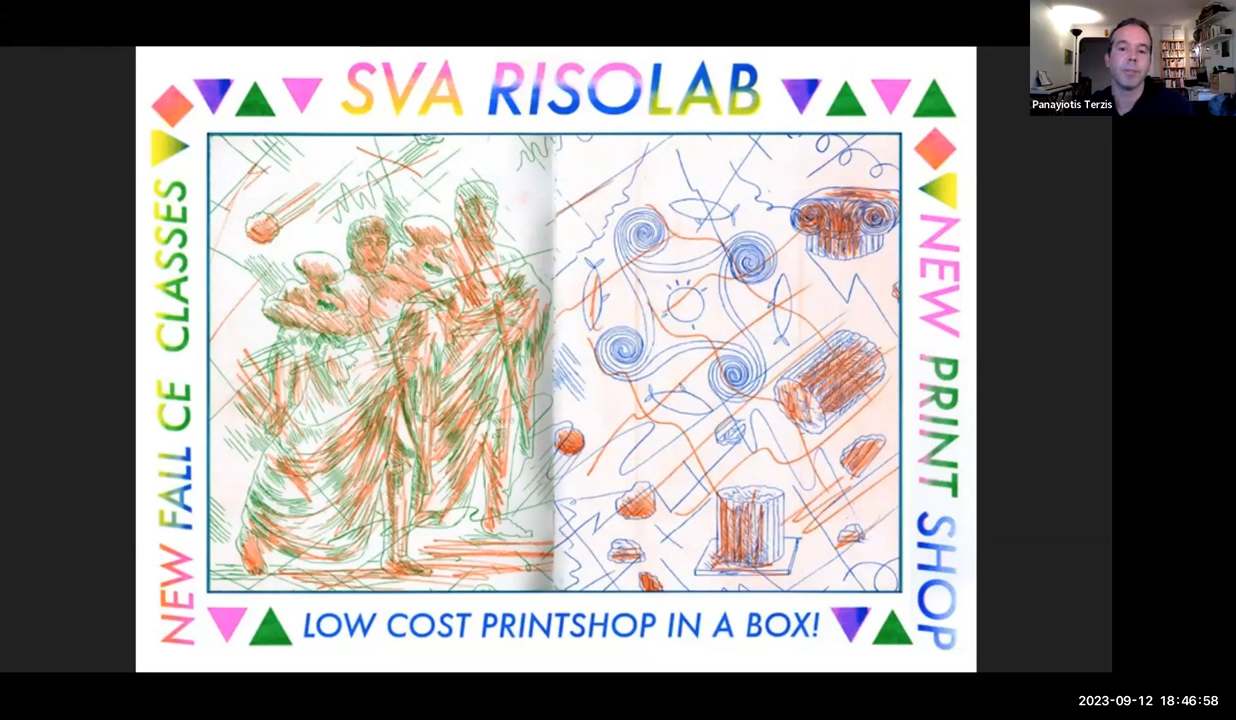 SVA RISOLAB
NEW FALL CE CLASSES
NEW PRINT SHOP
LOW COST PRINTSHOP IN A BOX!
Panayiotis Terzis
2023-09-12 18:46:58